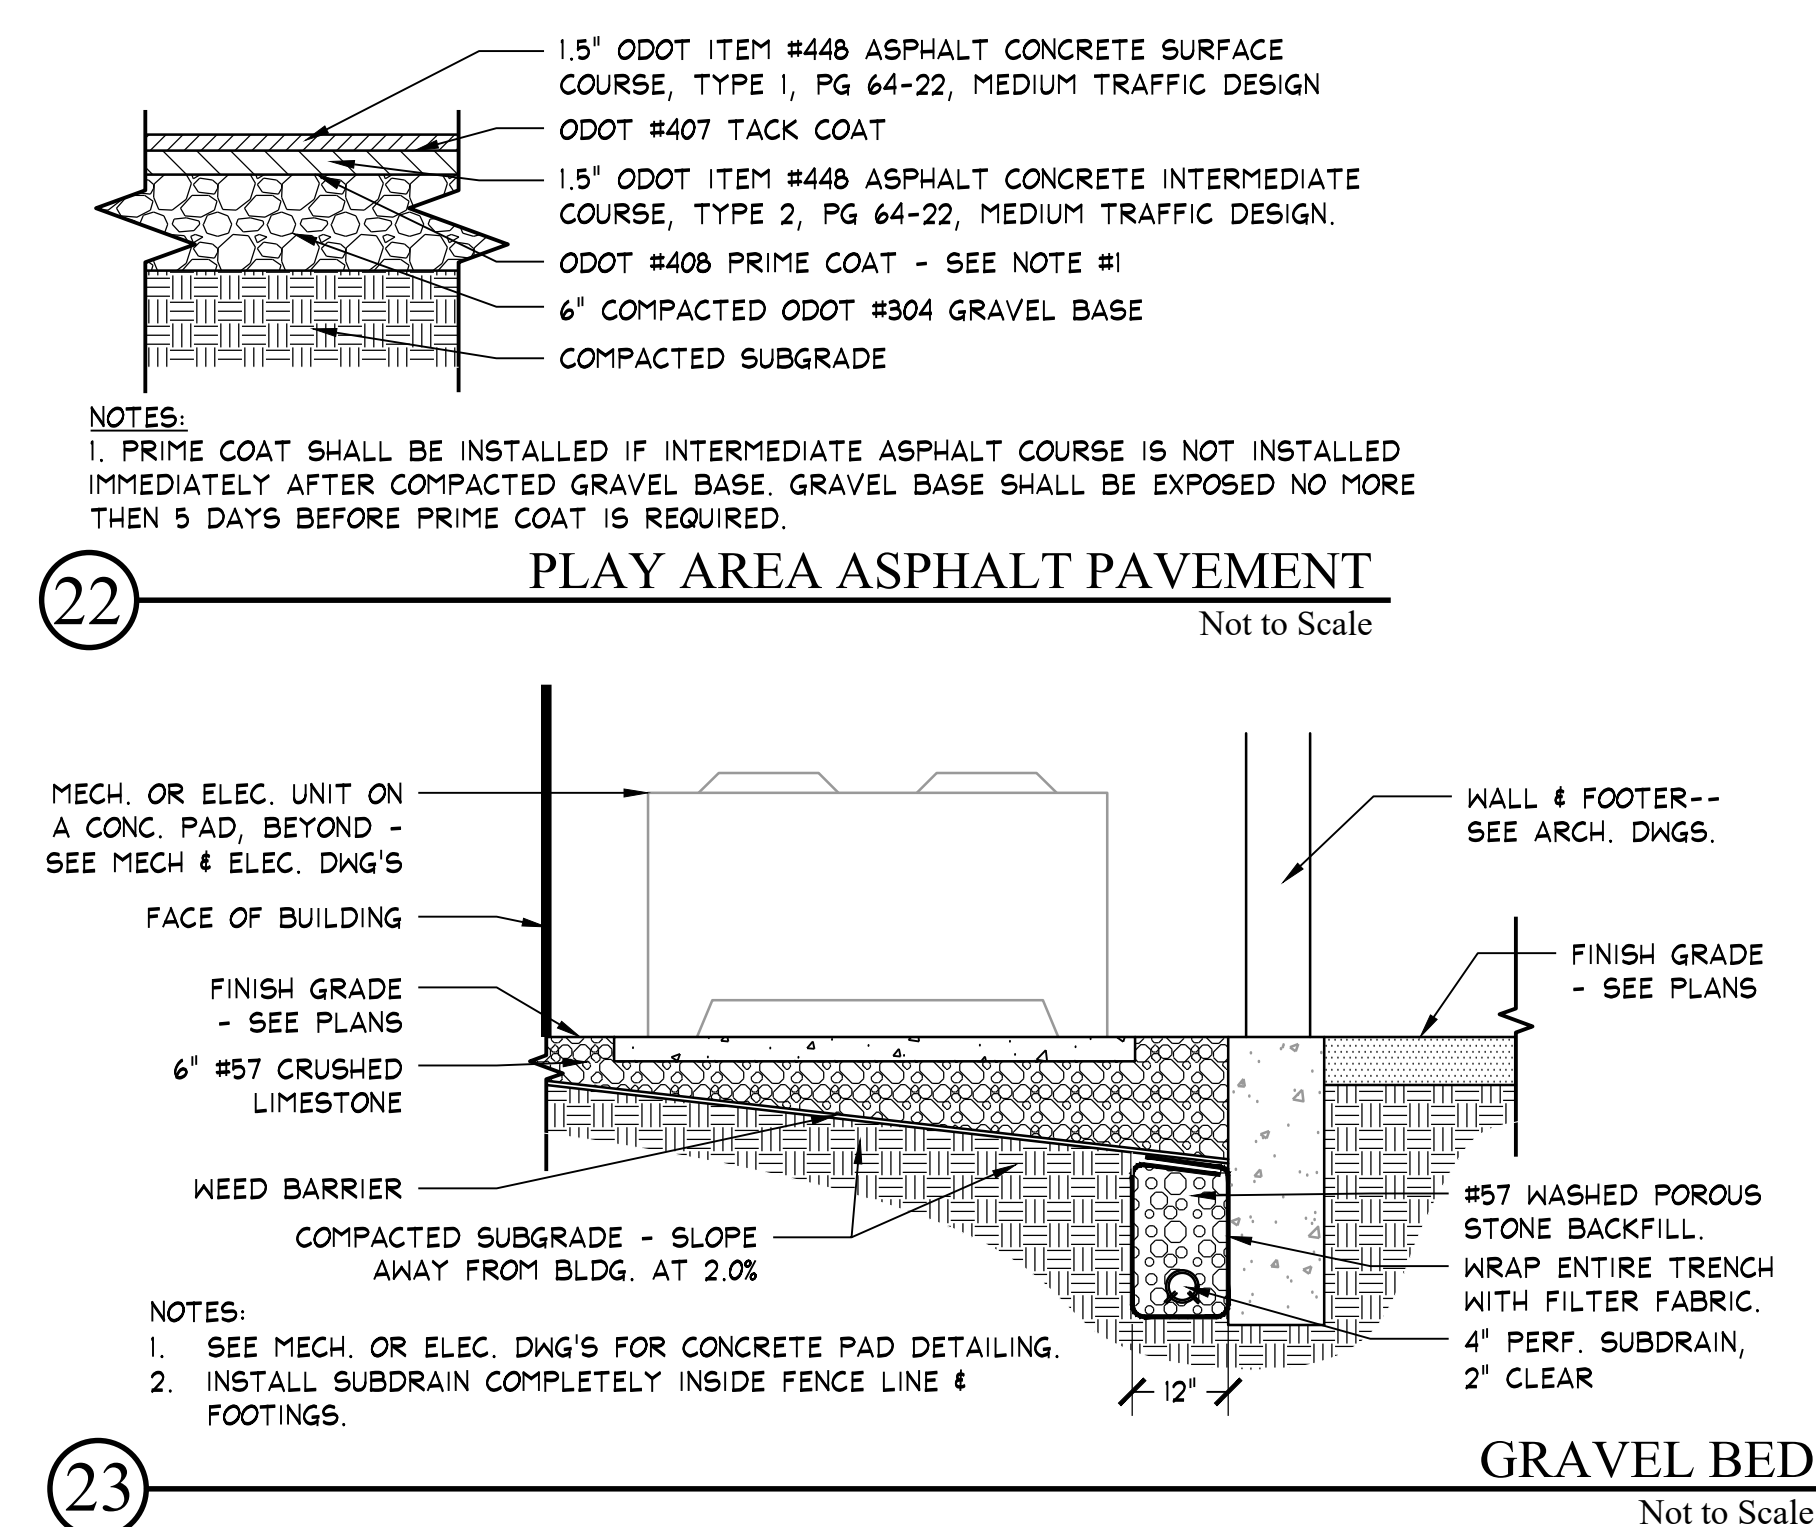 1.5" ODOT ITEM #448 ASPHALT CONCRETE SURFACE
COURSE, TYPE 1, PG 64-22, MEDIUM TRAFFIC DESIGN
ODOT #407 TACK COAT
1.5" ODOT ITEM #448 ASPHALT CONCRETE INTERMEDIATE
COURSE, TYPE 2, PG 64-22, MEDIUM TRAFFIC DESIGN.
ODOT #408 PRIME COAT - SEE NOTE #1
6" COMPACTED ODOT #304 GRAVEL BASE
COMPACTED SUBGRADE
NOTES:
1. PRIME COAT SHALL BE INSTALLED IF INTERMEDIATE ASPHALT COURSE IS NOT INSTALLED
IMMEDIATELY AFTER COMPACTED GRAVEL BASE. GRAVEL BASE SHALL BE EXPOSED NO MORE
THEN 5 DAYS BEFORE PRIME COAT IS REQUIRED.
22
PLAY AREA ASPHALT PAVEMENT
Not to Scale
MECH. OR ELEC. UNIT ON
A CONC. PAD, BEYOND -
SEE MECH & ELEC. DWG'S
FACE OF BUILDING
FINISH GRADE
- SEE PLANS
6" #57 CRUSHED
LIMESTONE
WEED BARRIER
COMPACTED SUBGRADE - SLOPE
AWAY FROM BLDG. AT 2.0%
WALL & FOOTER--
SEE ARCH. DWGS.
FINISH GRADE
- SEE PLANS
#57 WASHED POROUS
STONE BACKFILL.
WRAP ENTIRE TRENCH
WITH FILTER FABRIC.
4" PERF. SUBDRAIN,
2" CLEAR
12"
NOTES:
1. SEE MECH. OR ELEC. DWG'S FOR CONCRETE PAD DETAILING.
2. INSTALL SUBDRAIN COMPLETELY INSIDE FENCE LINE &
FOOTINGS.
23
GRAVEL BED
Not to Scale